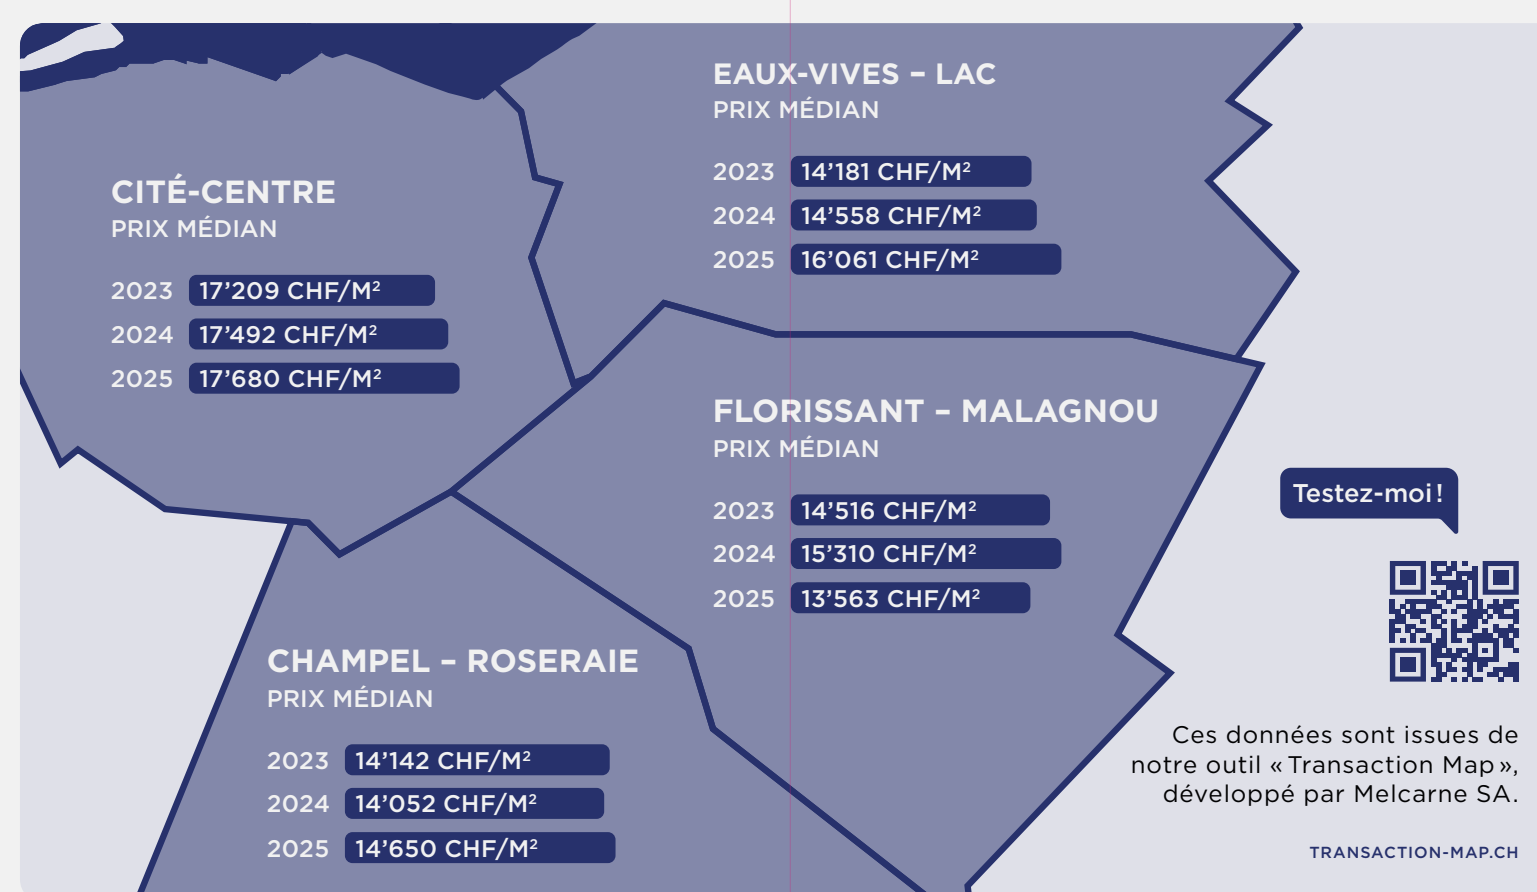 EAUX-VIVES – LAC
PRIX MÉDIAN
2023 14’181 CHF/M²
2024 14’558 CHF/M²
2025 16’061 CHF/M²
CITÉ-CENTRE
PRIX MÉDIAN
2023 17’209 CHF/M²
2024 17’492 CHF/M²
2025 17’680 CHF/M²
FLORISSANT – MALAGNOU
PRIX MÉDIAN
2023 14’516 CHF/M²
2024 15’310 CHF/M²
2025 13’563 CHF/M²
CHAMPEL – ROSERAIE
PRIX MÉDIAN
2023 14’142 CHF/M²
2024 14’052 CHF/M²
2025 14’650 CHF/M²
Testez-moi !
Ces données sont issues de
notre outil « Transaction Map »,
développé par Melcarne SA.
TRANSACTION-MAP.CH